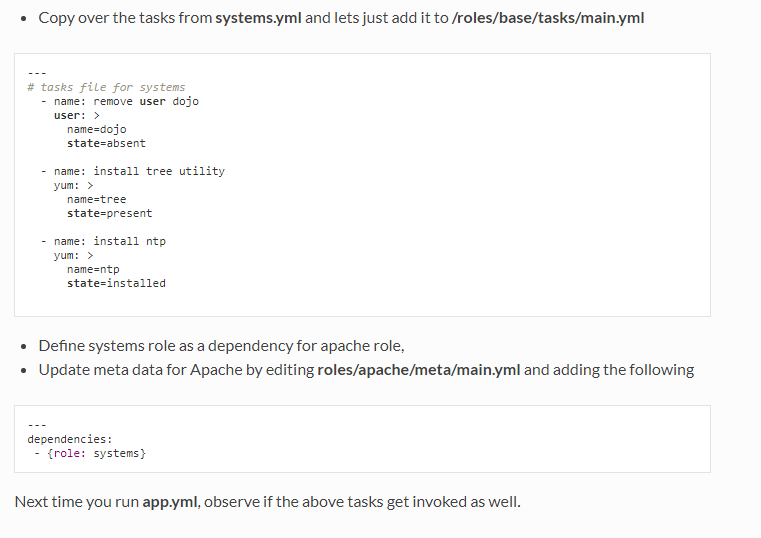 Copy over the tasks from systems.yml and lets just add it to /roles/base/tasks/main.yml
---
# tasks file for systems
- name: remove user dojo
user: >
name=dojo
state=absent
- name: install tree utility
yum: >
name=tree
state=present
- name: install ntp
yum: >
name=ntp
state=installed
Define systems role as a dependency for apache role,
Update meta data for Apache by editing roles/apache/meta/main.yml and adding the following
---
dependencies:
- {role: systems}
Next time you run app.yml, observe if the above tasks get invoked as well.